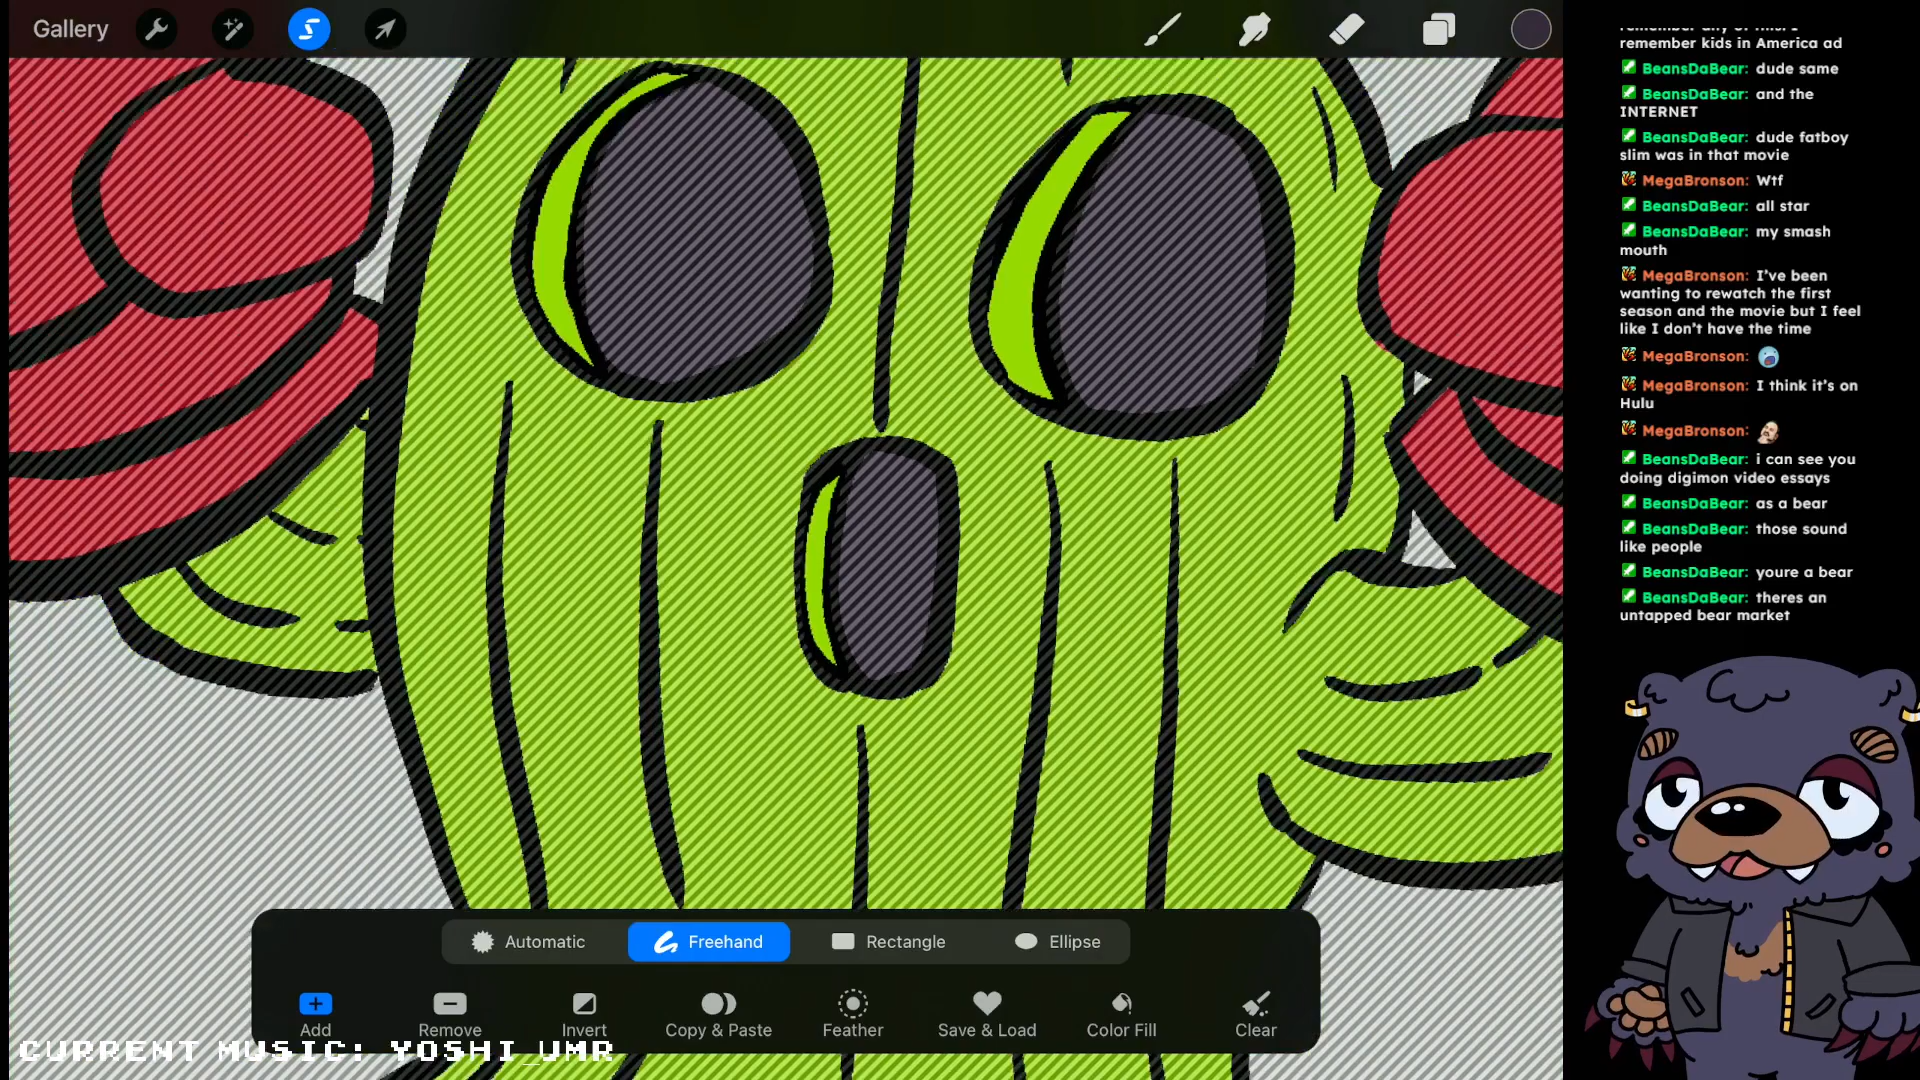 Gallery
remember kids in America ad
BeansDaBear: dude same
BeansDaBear: and the
INTERNET
BeansDaBear: dude fatboy
slim was in that movie
MegaBronson: Wtf
BeansDaBear: all star
BeansDaBear: my smash
mouth
MegaBronson: I've been
wanting to rewatch the first
season and the movie but I feel
like I don't have the time
MegaBronson:
MegaBronson: I think it's on
Hulu
MegaBronson:
BeansDaBear: i can see you
doing digimon video essays
BeansDaBear: as a bear
BeansDaBear: those sound
like people
BeansDaBear: youre a bear
BeansDaBear: theres an
untapped bear market
Automatic Freehand Rectangle Ellipse
Add Remove Invert Copy & Paste Feather Save & Load Color Fill Clear
CURRENT MUSIC: YOSHI_UMR